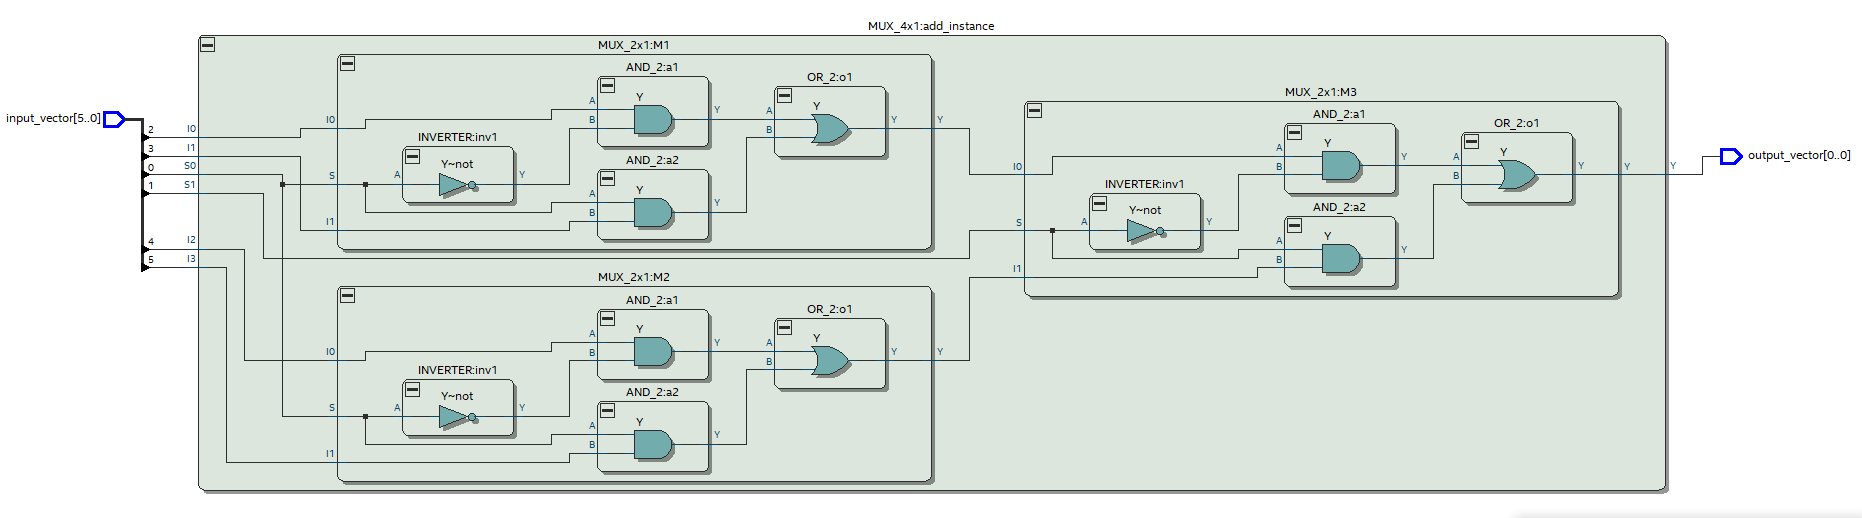 MUX_4x1:add_instance
input_vector[5..0]
2 I0
3 I1
0 S0
1 S1
4 I2
5 I3
MUX_2x1:M1
I0
S
I1
INVERTER:inv1
A
Y~not
Y
AND_2:a1
A
B
Y
Y
AND_2:a2
A
B
Y
Y
OR_2:o1
A
B
Y
Y
Y
MUX_2x1:M2
I0
S
I1
INVERTER:inv1
A
Y~not
Y
AND_2:a1
A
B
Y
Y
AND_2:a2
A
B
Y
Y
OR_2:o1
A
B
Y
Y
Y
MUX_2x1:M3
I0
S
I1
INVERTER:inv1
A
Y~not
Y
AND_2:a1
A
B
Y
Y
AND_2:a2
A
B
Y
Y
OR_2:o1
A
B
Y
Y
Y
Y
output_vector[0..0]